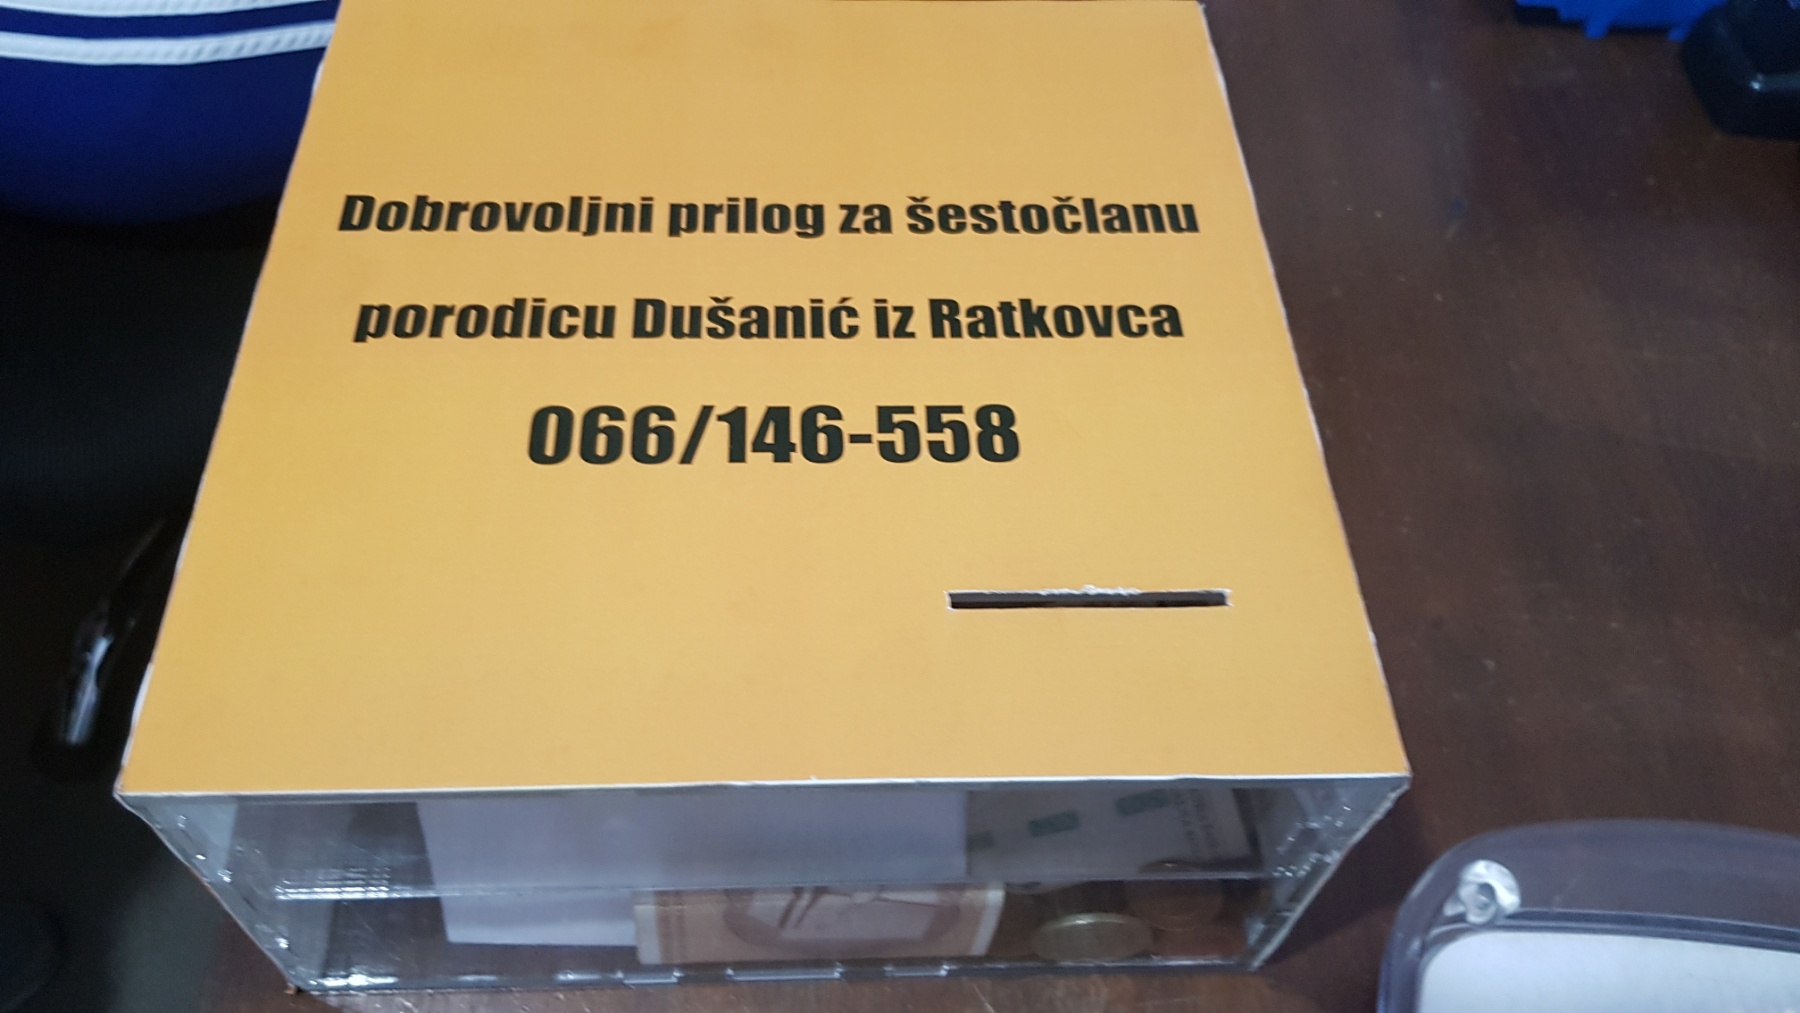 Dobrovoljni prilog za šestočlanu
porodicu Dušanić iz Ratkovca
066/146-558